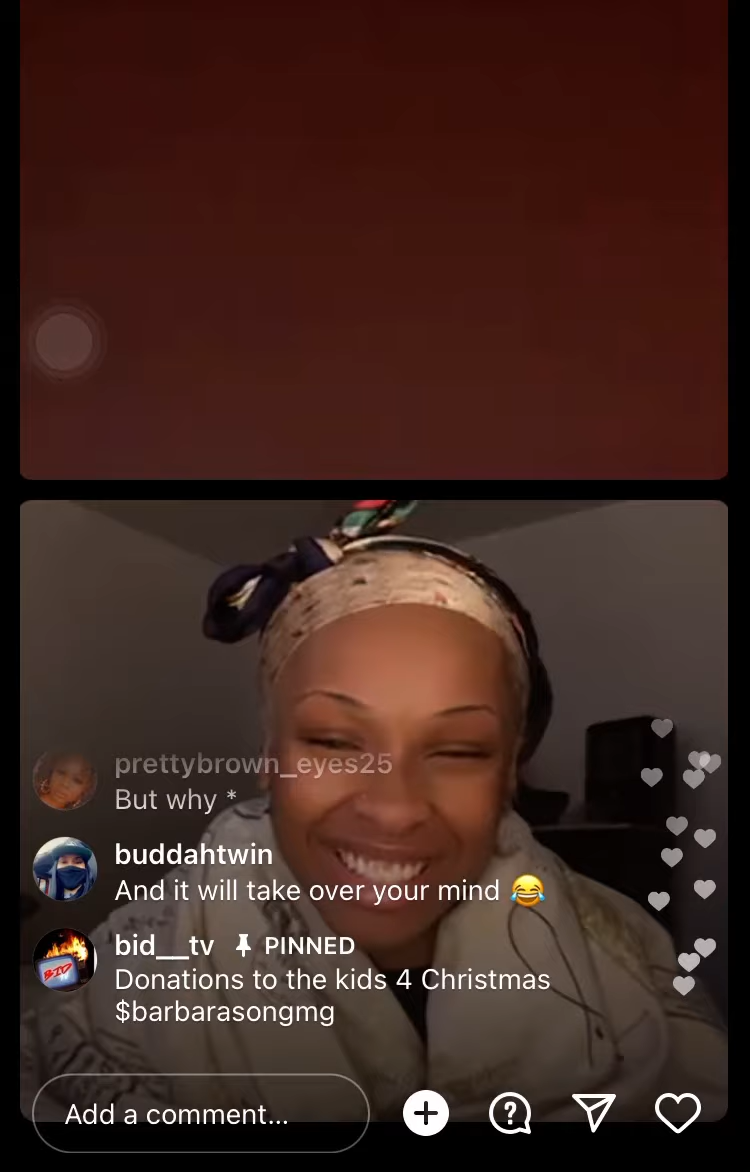 prettybrown_eyes25
But why *
buddahtwin
And it will take over your mind 😂
bid__tv PINNED
Donations to the kids 4 Christmas
$barbarasongmg
Add a comment...